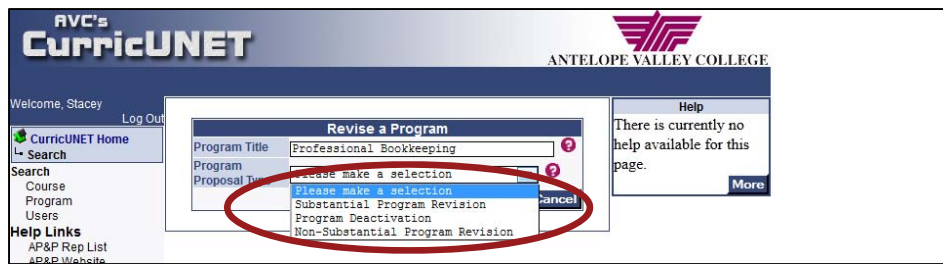 AVC's
CurricUNET
ANTELOPE VALLEY COLLEGE
Welcome, Stacey
Log Out
CurricUNET Home
Search
Search
Course
Program
Users
Help Links
AP&P Rep List
AP&P Website
Revise a Program
Program Title Professional Bookkeeping ?
Program Proposal Type Please make a selection ?
Please make a selection
Substantial Program Revision
Program Deactivation
Non-Substantial Program Revision
Cancel
Help
There is currently no
help available for this
page.
More